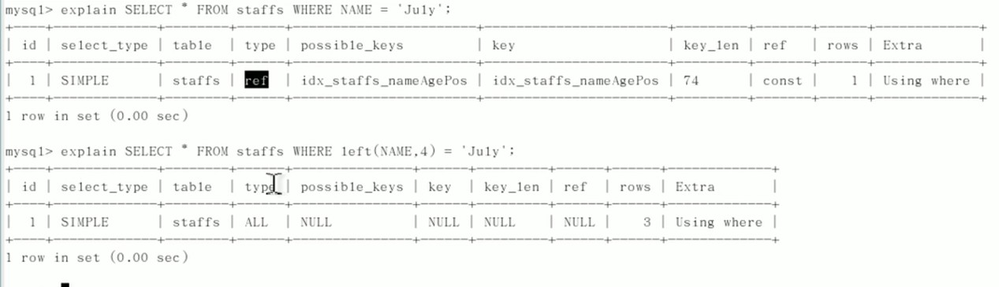 mysql> explain SELECT * FROM staffs WHERE NAME = 'July';
+----+-------------+--------+------+-----------------------+-----------------------+---------+-------+------+-------------+
| id | select_type | table | type | possible_keys | key | key_len | ref | rows | Extra |
+----+-------------+--------+------+-----------------------+-----------------------+---------+-------+------+-------------+
| 1 | SIMPLE | staffs | ref | idx_staffs_nameAgePos | idx_staffs_nameAgePos | 74 | const | 1 | Using where |
+----+-------------+--------+------+-----------------------+-----------------------+---------+-------+------+-------------+
1 row in set (0.00 sec)
mysql> explain SELECT * FROM staffs WHERE left(NAME,4) = 'July';
+----+-------------+--------+------+---------------+------+---------+------+------+-------------+
| id | select_type | table | type | possible_keys | key | key_len | ref | rows | Extra |
+----+-------------+--------+------+---------------+------+---------+------+------+-------------+
| 1 | SIMPLE | staffs | ALL | NULL | NULL | NULL | NULL | 3 | Using where |
+----+-------------+--------+------+---------------+------+---------+------+------+-------------+
1 row in set (0.00 sec)